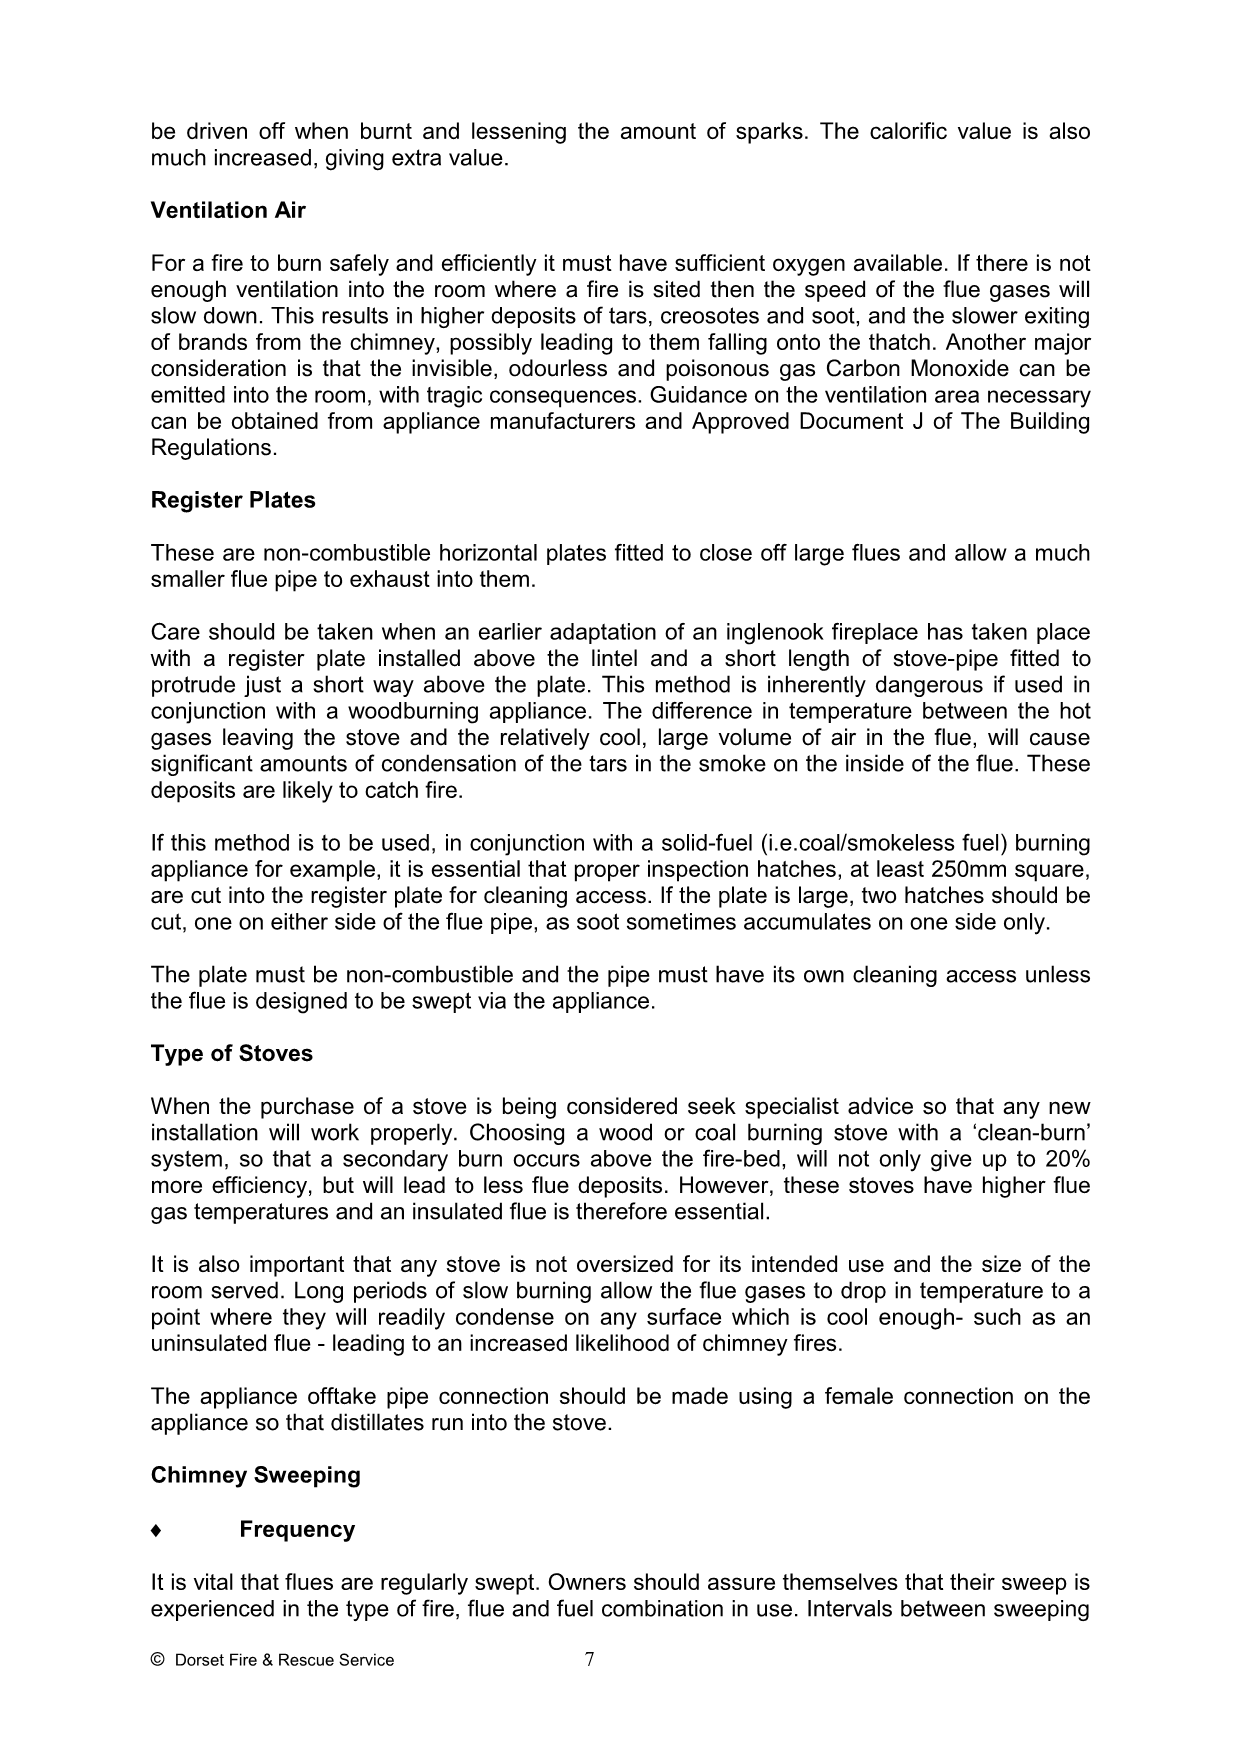 be driven off when burnt and lessening the amount of sparks. The calorific value is also
much increased, giving extra value.
Ventilation Air
For a fire to burn safely and efficiently it must have sufficient oxygen available. If there is not
enough ventilation into the room where a fire is sited then the speed of the flue gases will
slow down. This results in higher deposits of tars, creosotes and soot, and the slower exiting
of brands from the chimney, possibly leading to them falling onto the thatch. Another major
consideration is that the invisible, odourless and poisonous gas Carbon Monoxide can be
emitted into the room, with tragic consequences. Guidance on the ventilation area necessary
can be obtained from appliance manufacturers and Approved Document J of The Building
Regulations.
Register Plates
These are non-combustible horizontal plates fitted to close off large flues and allow a much
smaller flue pipe to exhaust into them.
Care should be taken when an earlier adaptation of an inglenook fireplace has taken place
with a register plate installed above the lintel and a short length of stove-pipe fitted to
protrude just a short way above the plate. This method is inherently dangerous if used in
conjunction with a woodburning appliance. The difference in temperature between the hot
gases leaving the stove and the relatively cool, large volume of air in the flue, will cause
significant amounts of condensation of the tars in the smoke on the inside of the flue. These
deposits are likely to catch fire.
If this method is to be used, in conjunction with a solid-fuel (i.e.coal/smokeless fuel) burning
appliance for example, it is essential that proper inspection hatches, at least 250mm square,
are cut into the register plate for cleaning access. If the plate is large, two hatches should be
cut, one on either side of the flue pipe, as soot sometimes accumulates on one side only.
The plate must be non-combustible and the pipe must have its own cleaning access unless
the flue is designed to be swept via the appliance.
Type of Stoves
When the purchase of a stove is being considered seek specialist advice so that any new
installation will work properly. Choosing a wood or coal burning stove with a ‘clean-burn’
system, so that a secondary burn occurs above the fire-bed, will not only give up to 20%
more efficiency, but will lead to less flue deposits. However, these stoves have higher flue
gas temperatures and an insulated flue is therefore essential.
It is also important that any stove is not oversized for its intended use and the size of the
room served. Long periods of slow burning allow the flue gases to drop in temperature to a
point where they will readily condense on any surface which is cool enough- such as an
uninsulated flue - leading to an increased likelihood of chimney fires.
The appliance offtake pipe connection should be made using a female connection on the
appliance so that distillates run into the stove.
Chimney Sweeping
♦ Frequency
It is vital that flues are regularly swept. Owners should assure themselves that their sweep is
experienced in the type of fire, flue and fuel combination in use. Intervals between sweeping
© Dorset Fire & Rescue Service 7